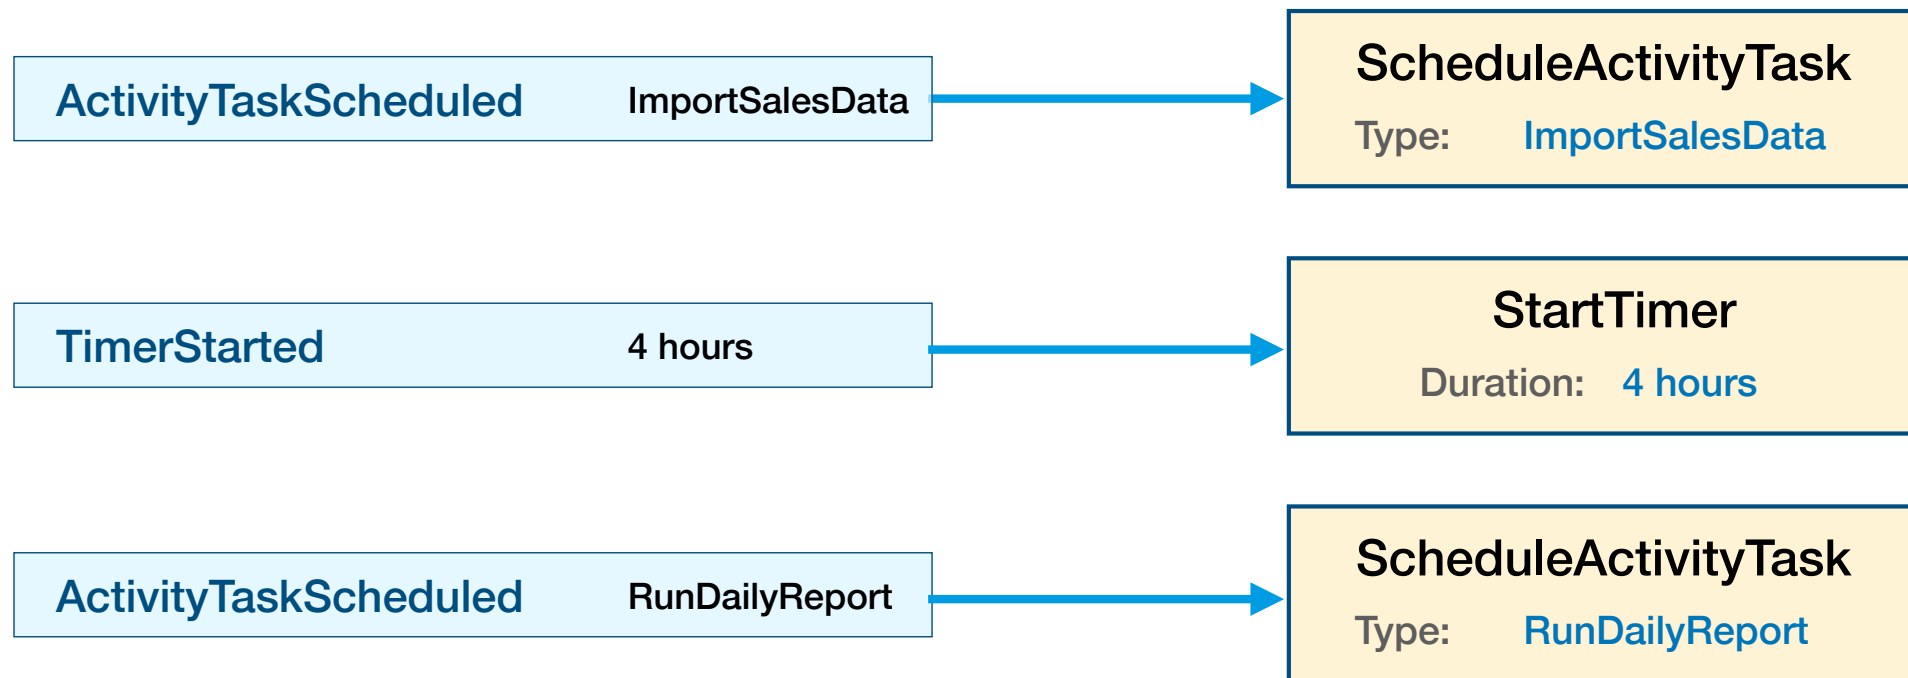 ActivityTaskScheduled ImportSalesData
ScheduleActivityTask
Type: ImportSalesData
TimerStarted 4 hours
StartTimer
Duration: 4 hours
ActivityTaskScheduled RunDailyReport
ScheduleActivityTask
Type: RunDailyReport